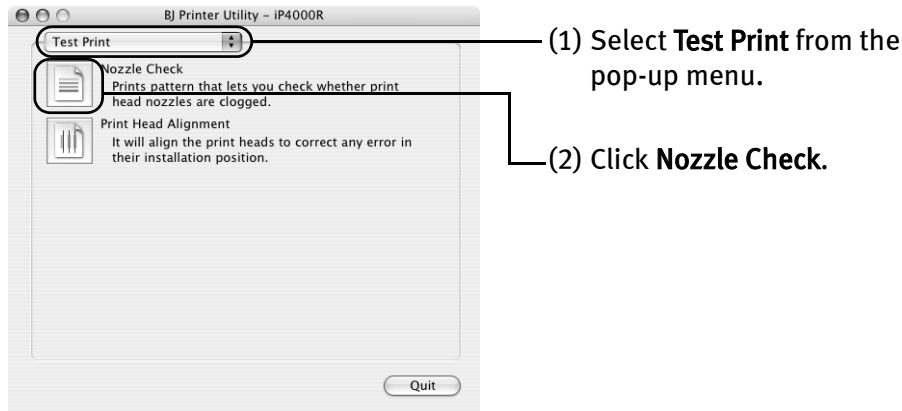 BJ Printer Utility – iP4000R
Test Print
Nozzle Check
Prints pattern that lets you check whether print
head nozzles are clogged.
Print Head Alignment
It will align the print heads to correct any error in
their installation position.
Quit
(1) Select Test Print from the
pop-up menu.
(2) Click Nozzle Check.